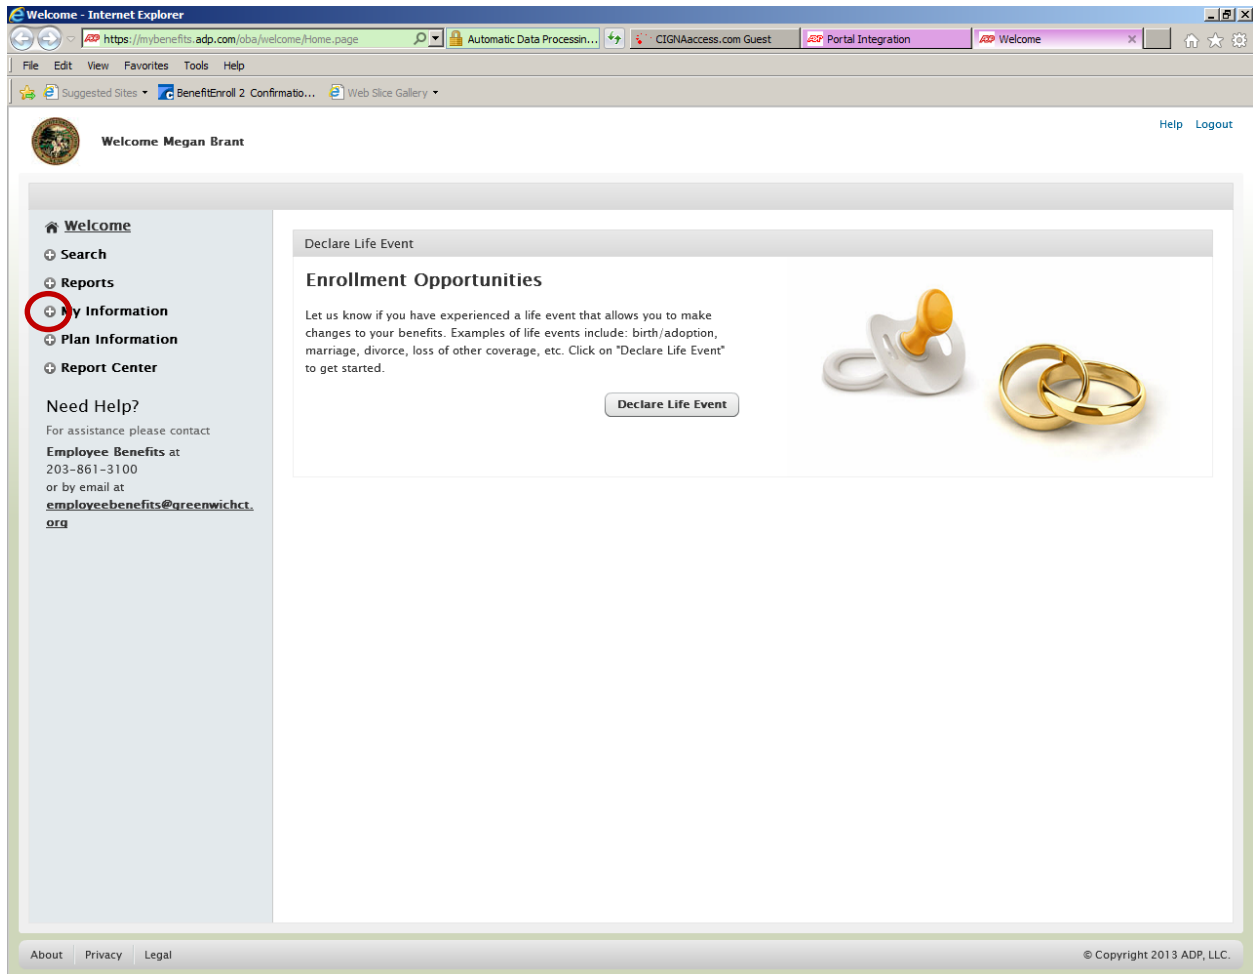 Welcome - Internet Explorer
https://mybenefits.adp.com/oba/welcome/Home.page
Automatic Data Processin...
CIGNAaccess.com Guest
Portal Integration
Welcome
File Edit View Favorites Tools Help
Suggested Sites
BenefitEnroll 2 Confirmatio...
Web Slice Gallery
Welcome Megan Brant
Help Logout
Welcome
Search
Reports
My Information
Plan Information
Report Center
Need Help?
For assistance please contact
Employee Benefits at
203-861-3100
or by email at
employeebenefits@greenwichct.
org
Declare Life Event
Enrollment Opportunities
Let us know if you have experienced a life event that allows you to make
changes to your benefits. Examples of life events include: birth/adoption,
marriage, divorce, loss of other coverage, etc. Click on "Declare Life Event"
to get started.
Declare Life Event
About Privacy Legal
© Copyright 2013 ADP, LLC.